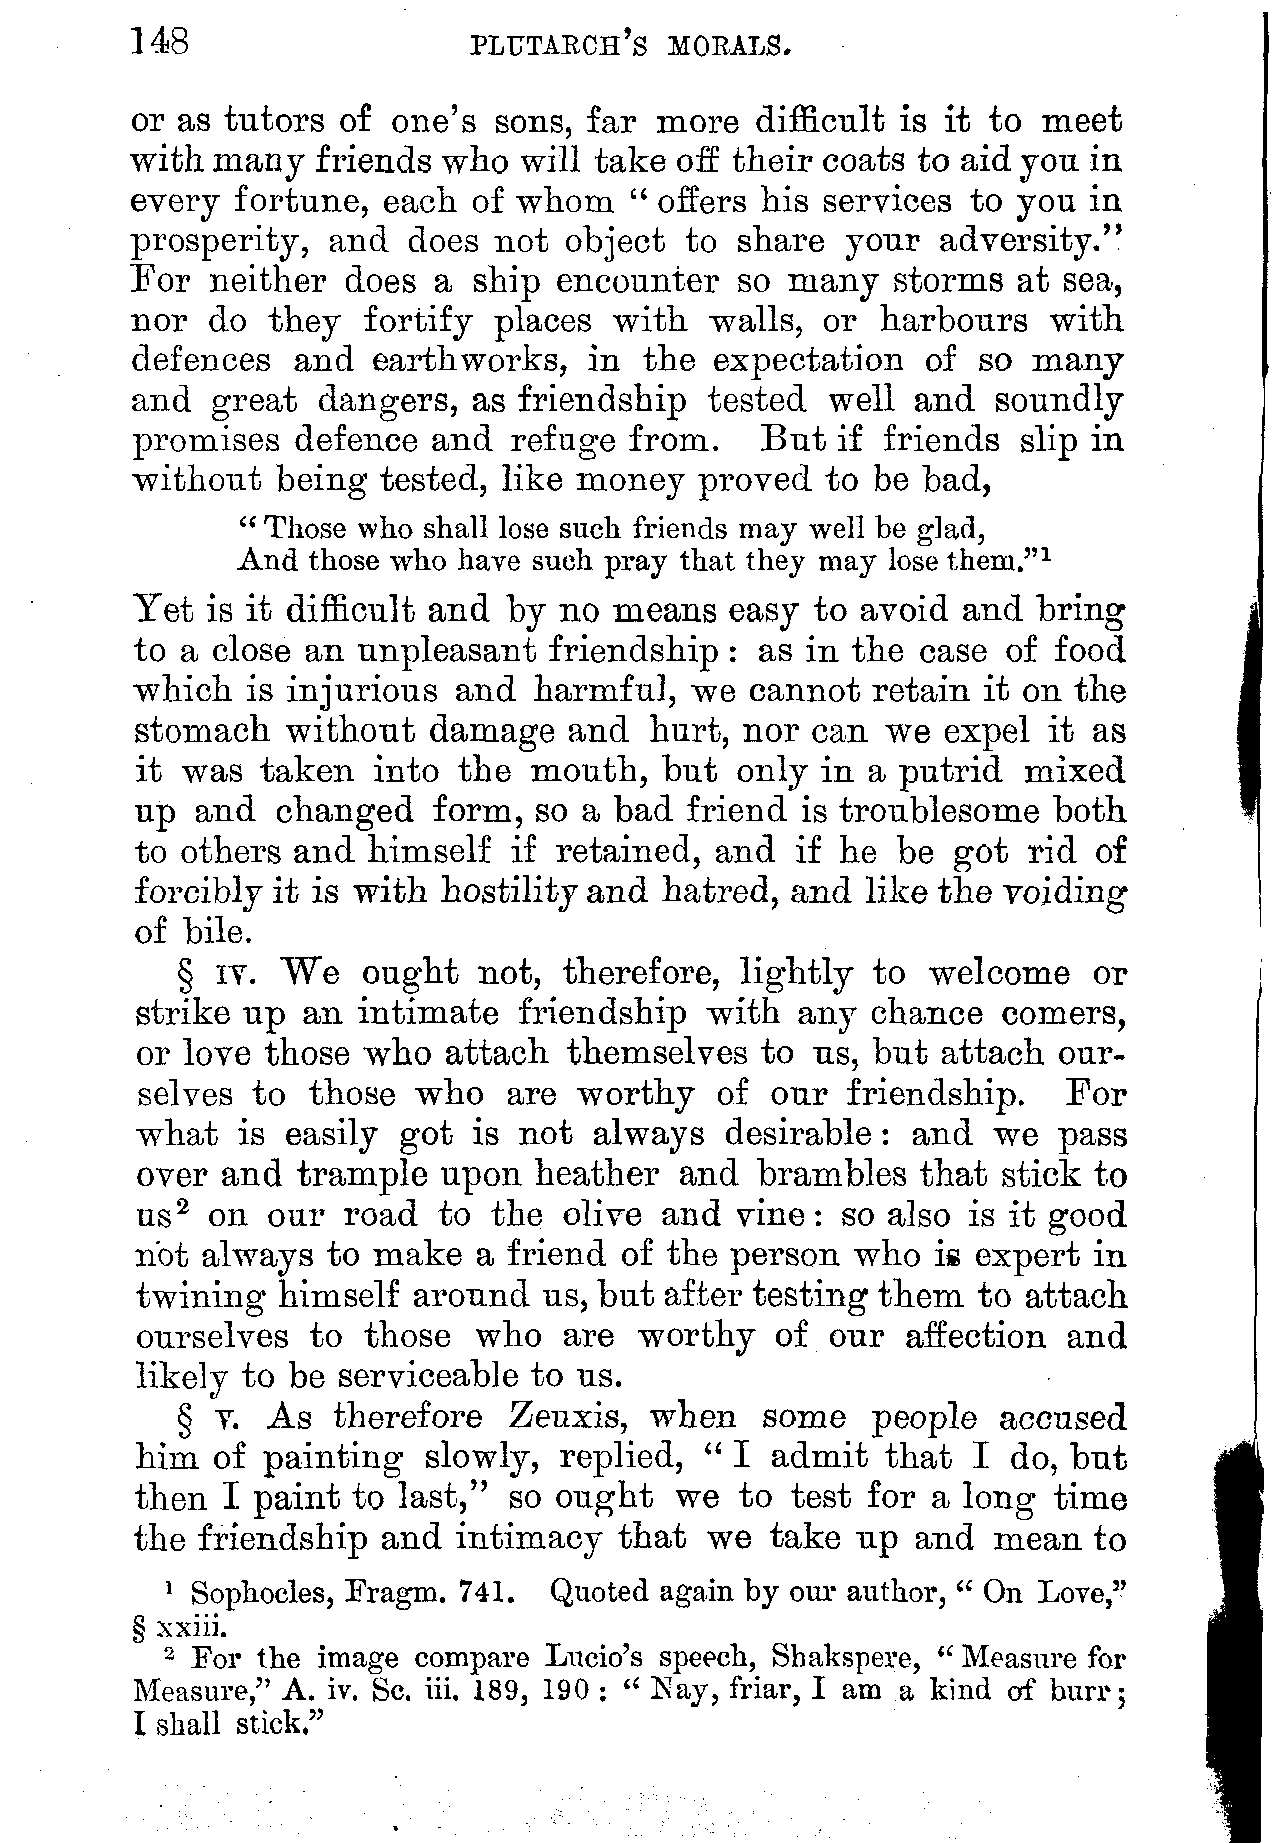 148 PLUTARCH'S MORALS.
or as tutors of one's sons, far more difficult is it to meet
with many friends who will take off their coats to aid you in
every fortune, each of whom “ offers his services to you in
prosperity, and does not object to share your adversity.”
For neither does a ship encounter so many storms at sea,
nor do they fortify places with walls, or harbours with
defences and earthworks, in the expectation of so many
and great dangers, as friendship tested well and soundly
promises defence and refuge from. But if friends slip in
without being tested, like money proved to be bad,
“ Those who shall lose such friends may well be glad,
And those who have such pray that they may lose them.”¹
Yet is it difficult and by no means easy to avoid and bring
to a close an unpleasant friendship : as in the case of food
which is injurious and harmful, we cannot retain it on the
stomach without damage and hurt, nor can we expel it as
it was taken into the mouth, but only in a putrid mixed
up and changed form, so a bad friend is troublesome both
to others and himself if retained, and if he be got rid of
forcibly it is with hostility and hatred, and like the voiding
of bile.
§ IV. We ought not, therefore, lightly to welcome or
strike up an intimate friendship with any chance comers,
or love those who attach themselves to us, but attach our-
selves to those who are worthy of our friendship. For
what is easily got is not always desirable : and we pass
over and trample upon heather and brambles that stick to
us² on our road to the olive and vine : so also is it good
not always to make a friend of the person who is expert in
twining himself around us, but after testing them to attach
ourselves to those who are worthy of our affection and
likely to be serviceable to us.
§ V. As therefore Zeuxis, when some people accused
him of painting slowly, replied, “ I admit that I do, but
then I paint to last,” so ought we to test for a long time
the friendship and intimacy that we take up and mean to
¹ Sophocles, Fragm. 741. Quoted again by our author, “ On Love,”
§ xxiii.
² For the image compare Lucio's speech, Shakspere, “ Measure for
Measure,” A. iv. Sc. iii. 189, 190 : “ Nay, friar, I am a kind of burr ;
I shall stick.”